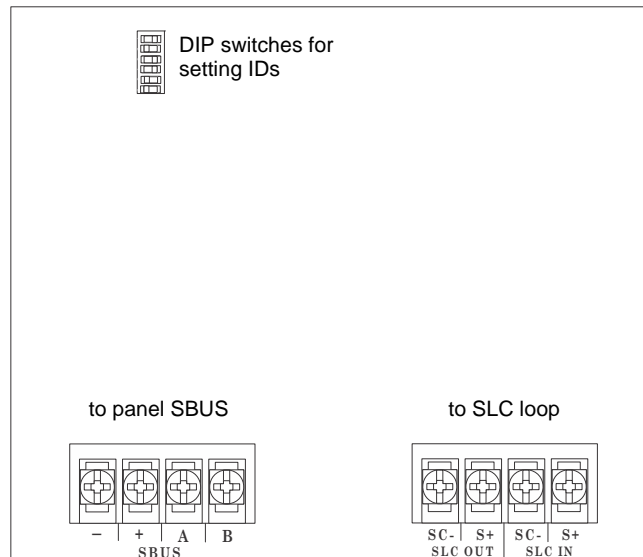 DIP switches for
setting IDs
to panel SBUS
to SLC loop
– + A B
SBUS
SC- S+ SC- S+
SLC OUT SLC IN